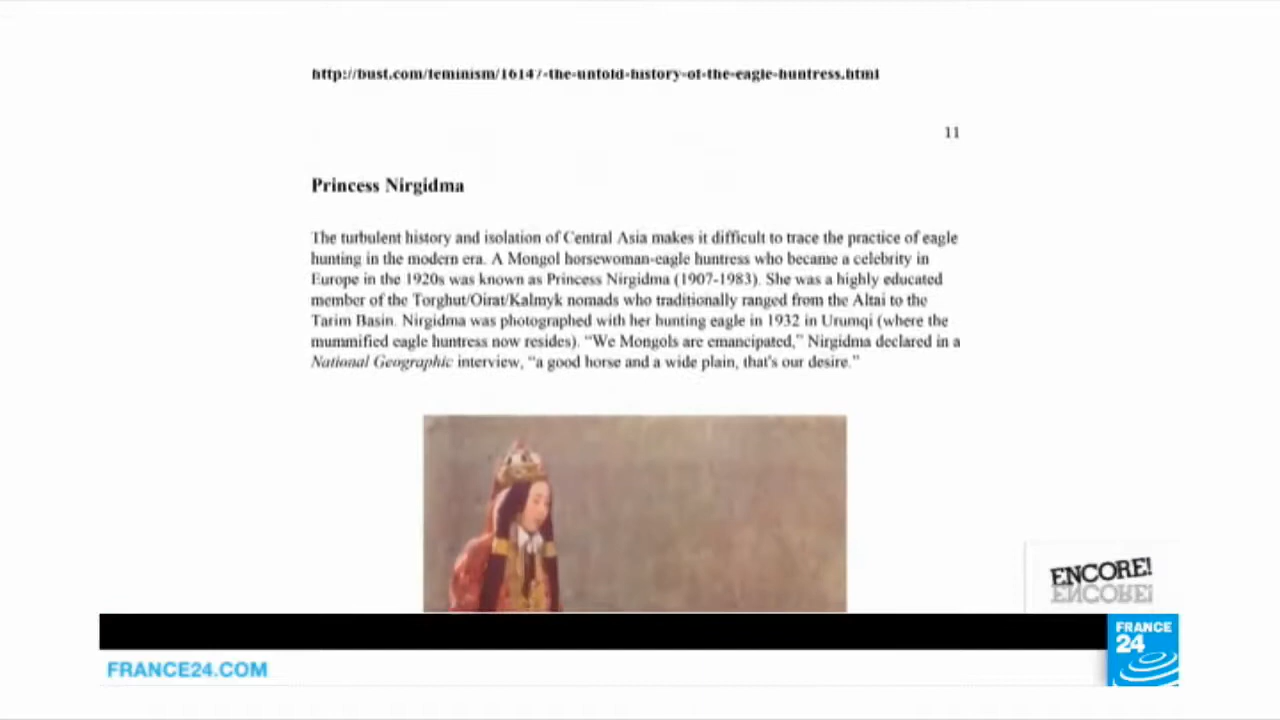 http://bust.com/feminism/16147-the-untold-history-of-the-eagle-huntress.html
11
Princess Nirgidma
The turbulent history and isolation of Central Asia makes it difficult to trace the practice of eagle
hunting in the modern era. A Mongol horsewoman-eagle huntress who became a celebrity in
Europe in the 1920s was known as Princess Nirgidma (1907-1983). She was a highly educated
member of the Torghut/Oirat/Kalmyk nomads who traditionally ranged from the Altai to the
Tarim Basin. Nirgidma was photographed with her hunting eagle in 1932 in Urumqi (where the
mummified eagle huntress now resides). “We Mongols are emancipated,” Nirgidma declared in a
National Geographic interview, “a good horse and a wide plain, that's our desire.”
ENCORE!
FRANCE
24
FRANCE24.COM